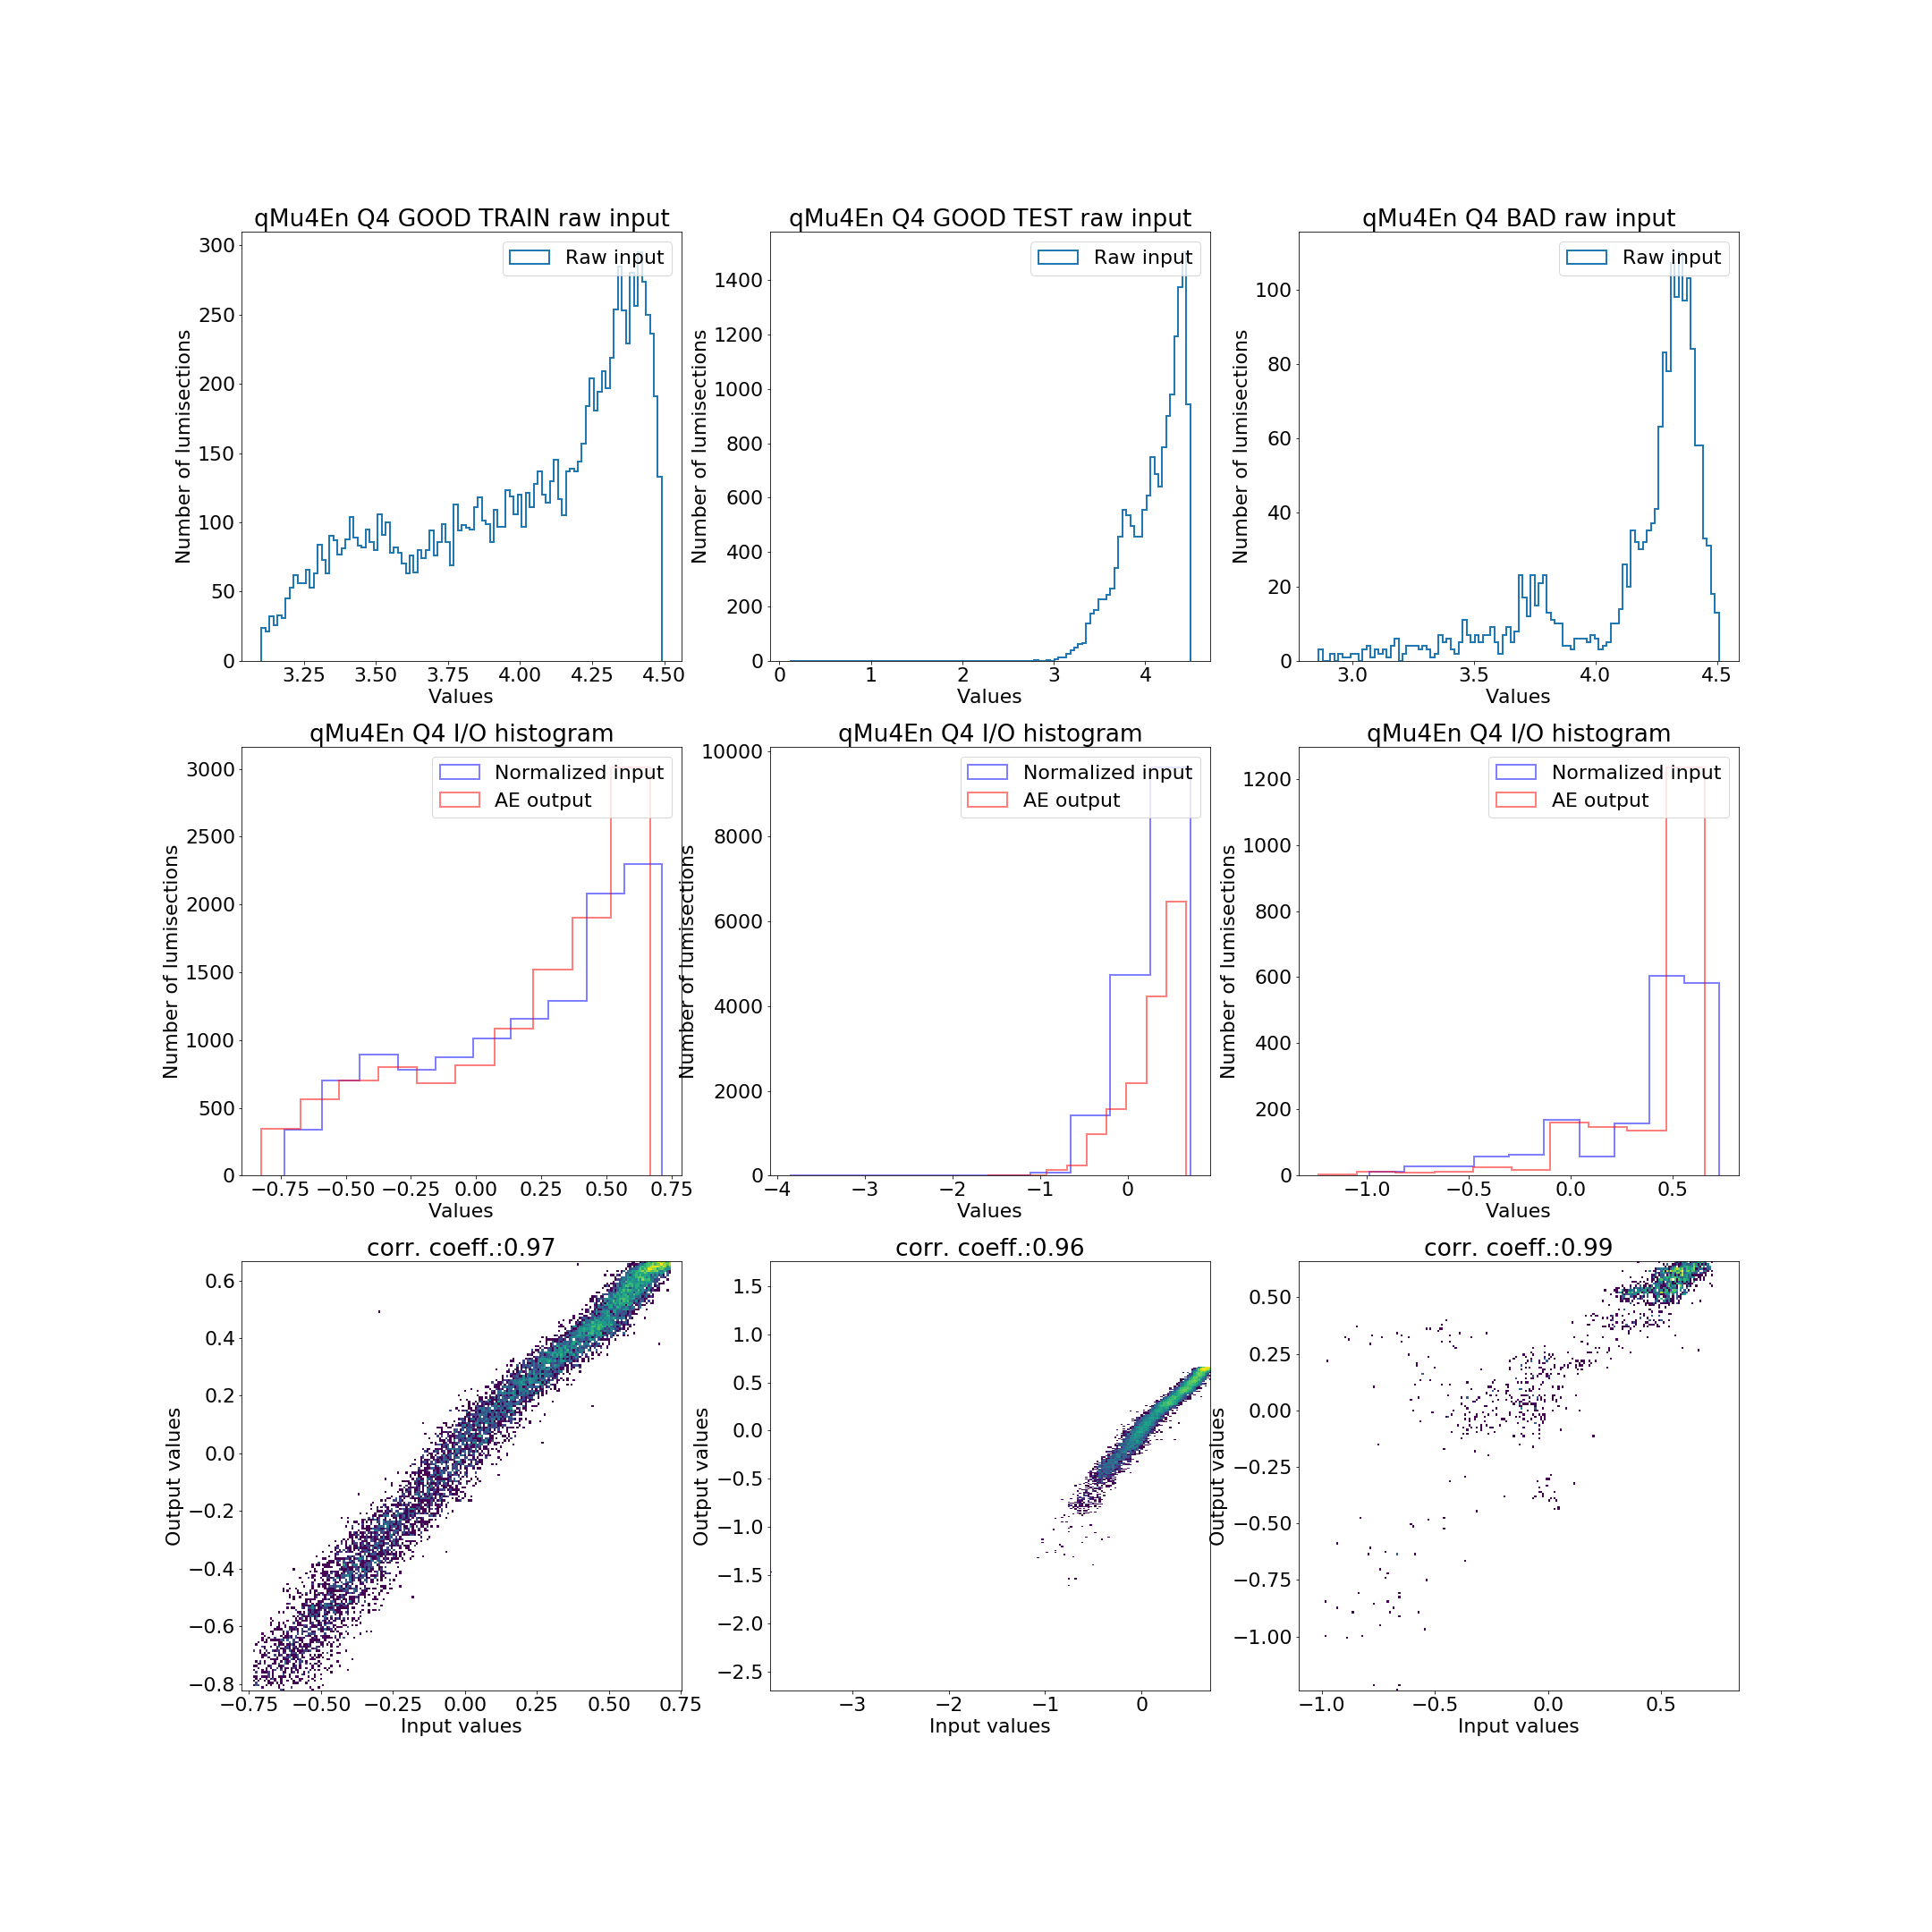 qMu4En Q4 GOOD TRAIN raw input
Raw input
300
250
200
150
100
50
0
Number of lumisections
3.25 3.50 3.75 4.00 4.25 4.50
Values
qMu4En Q4 GOOD TEST raw input
Raw input
1400
1200
1000
800
600
400
200
0
Number of lumisections
0 1 2 3 4
Values
qMu4En Q4 BAD raw input
Raw input
100
80
60
40
20
0
Number of lumisections
3.0 3.5 4.0 4.5
Values
qMu4En Q4 I/O histogram
Normalized input
AE output
3000
2500
2000
1500
1000
500
0
Number of lumisections
−0.75 −0.50 −0.25 0.00 0.25 0.50 0.75
Values
qMu4En Q4 I/O histogram
Normalized input
AE output
10000
8000
6000
4000
2000
0
Number of lumisections
−4 −3 −2 −1 0
Values
qMu4En Q4 I/O histogram
Normalized input
AE output
1200
1000
800
600
400
200
0
Number of lumisections
−1.0 −0.5 0.0 0.5
Values
corr. coeff.:0.97
0.6
0.4
0.2
0.0
−0.2
−0.4
−0.6
−0.8
Output values
−0.75 −0.50 −0.25 0.00 0.25 0.50 0.75
Input values
corr. coeff.:0.96
1.5
1.0
0.5
0.0
−0.5
−1.0
−1.5
−2.0
−2.5
Output values
−3 −2 −1 0
Input values
corr. coeff.:0.99
0.50
0.25
0.00
−0.25
−0.50
−0.75
−1.00
Output values
−1.0 −0.5 0.0 0.5
Input values